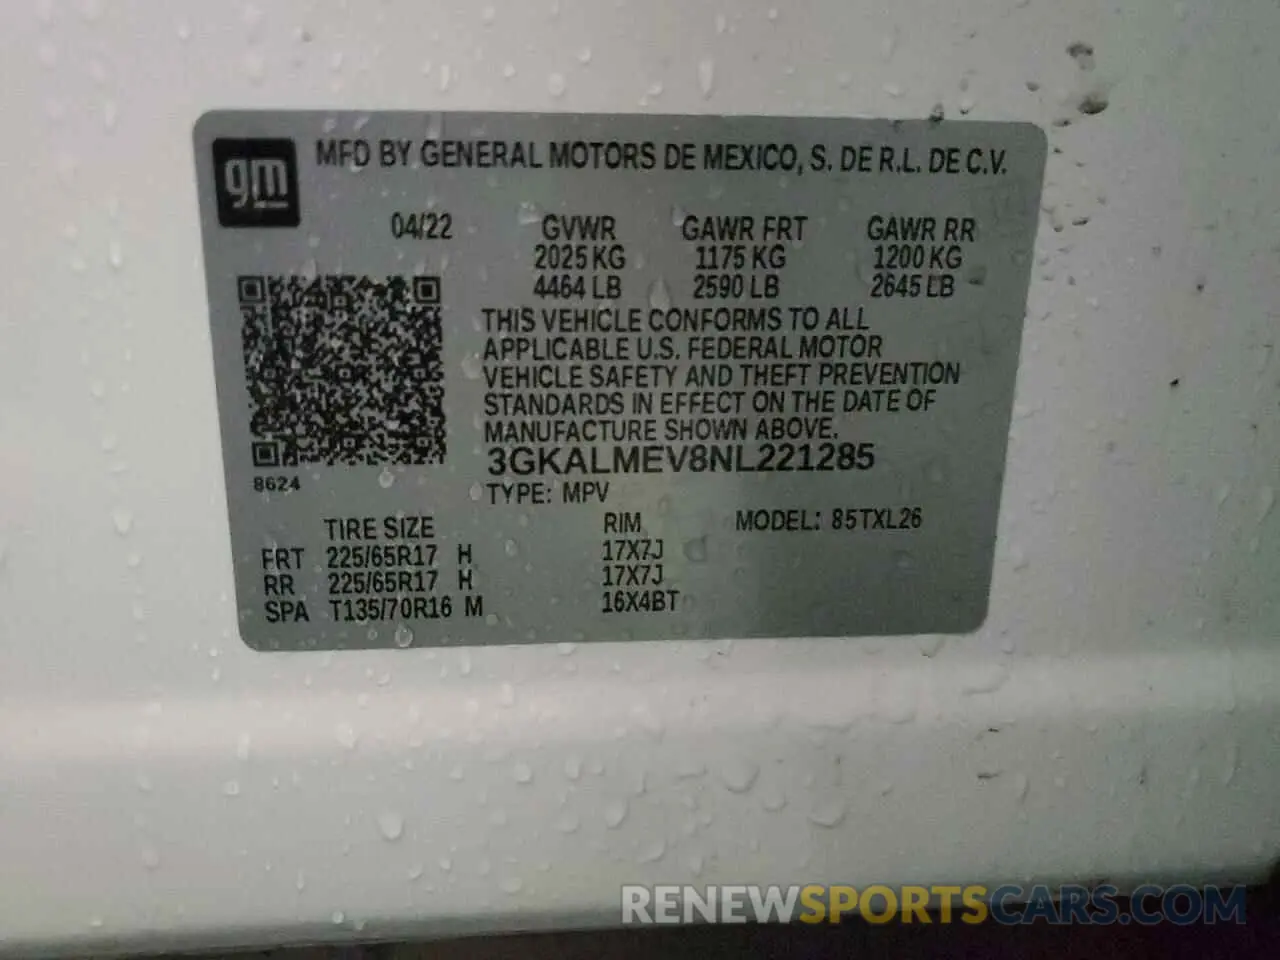 gm
MFD BY GENERAL MOTORS DE MEXICO, S. DE R.L. DE C.V.
04/22 GVWR GAWR FRT GAWR RR
2025 KG 1175 KG 1200 KG
4464 LB 2590 LB 2645 LB
THIS VEHICLE CONFORMS TO ALL
APPLICABLE U.S. FEDERAL MOTOR
VEHICLE SAFETY AND THEFT PREVENTION
STANDARDS IN EFFECT ON THE DATE OF
MANUFACTURE SHOWN ABOVE.
3GKALMEV8NL221285
8624
TYPE: MPV
TIRE SIZE RIM MODEL: 85TXL26
FRT 225/65R17 H 17X7J
RR 225/65R17 H 17X7J
SPA T135/70R16 M 16X4BT
RENEWSPORTSCARS.COM